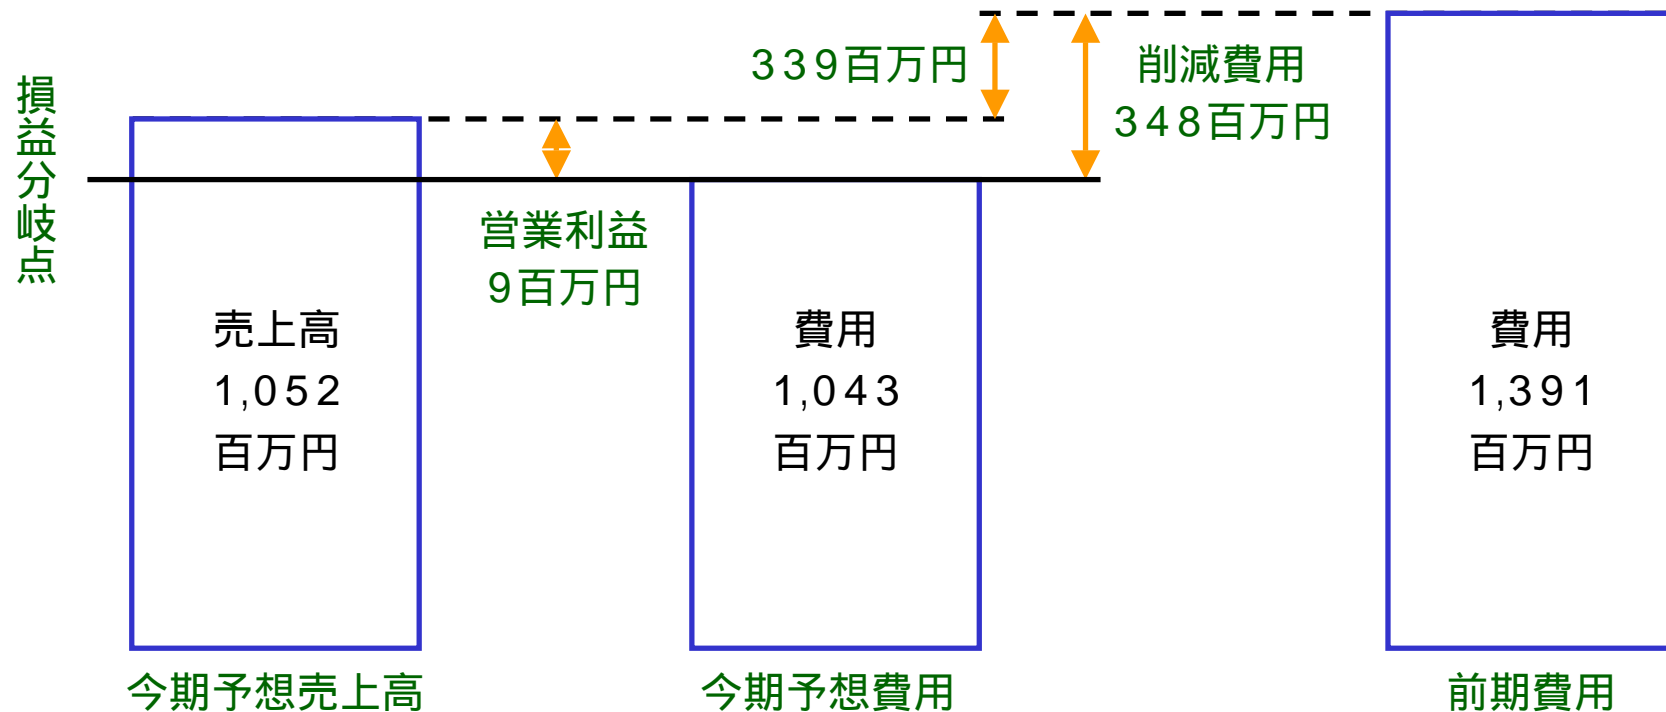 損益分岐点
339百万円
削減費用
348百万円
営業利益
9百万円
売上高
1,052
百万円
費用
1,043
百万円
費用
1,391
百万円
今期予想売上高
今期予想費用
前期費用